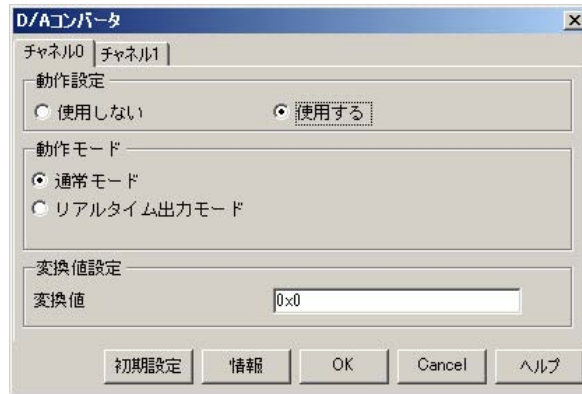 D/Aコンバータ
チャネル0 チャネル1
動作設定
使用しない 使用する
動作モード
通常モード
リアルタイム出力モード
変換値設定
変換値 0x0
初期設定 情報 OK Cancel ヘルプ